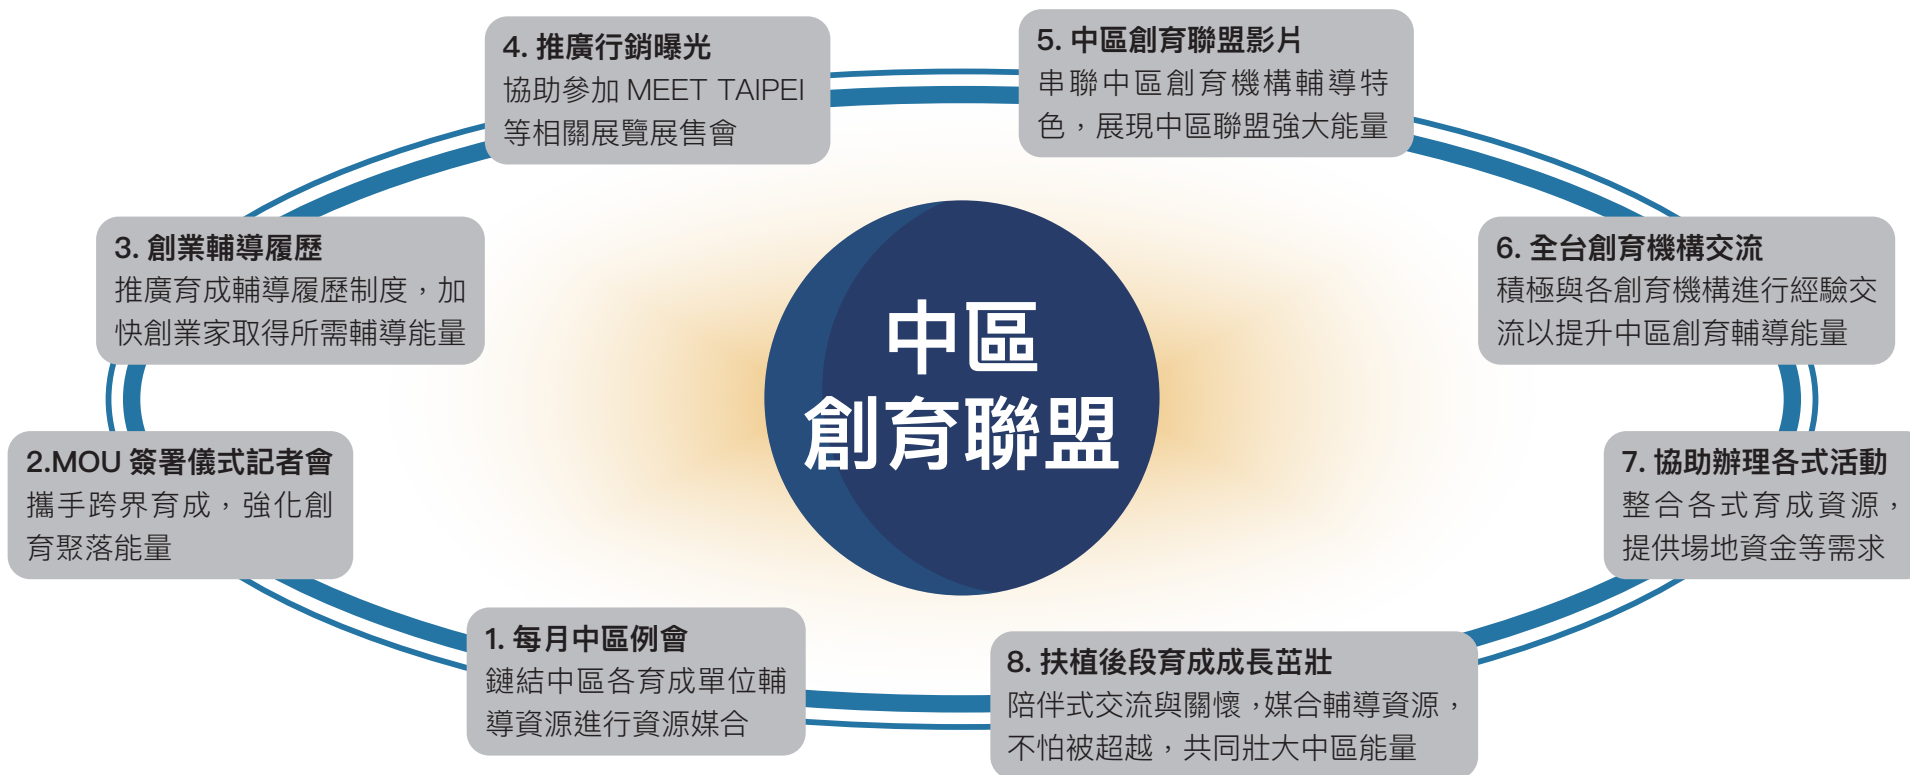 4. 推廣行銷曝光
協助參加 MEET TAIPEI
等相關展覽展售會
5. 中區創育聯盟影片
串聯中區創育機構輔導特
色，展現中區聯盟強大能量
3. 創業輔導履歷
推廣育成輔導履歷制度，加
快創業家取得所需輔導能量
6. 全台創育機構交流
積極與各創育機構進行經驗交
流以提升中區創育輔導能量
中區
創育聯盟
2.MOU 簽署儀式記者會
攜手跨界育成，強化創
育聚落能量
7. 協助辦理各式活動
整合各式育成資源，
提供場地資金等需求
1. 每月中區例會
鏈結中區各育成單位輔
導資源進行資源媒合
8. 扶植後段育成成長茁壯
陪伴式交流與關懷，媒合輔導資源，
不怕被超越，共同壯大中區能量